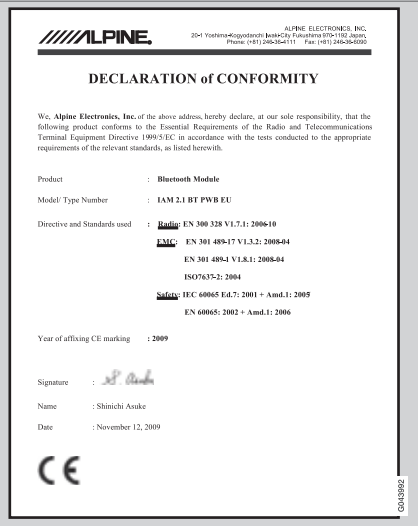 ALPINE.
ALPINE ELECTRONICS, INC.
20-1 Yoshima-Kogyodanchi Iwaki-City Fukushima 970-1192 Japan,
Phone: (+81) 246-36-4111 Fax: (+81) 246-36-6090
DECLARATION of CONFORMITY
We, Alpine Electronics, Inc. of the above address, hereby declare, at our sole responsibility, that the
following product conforms to the Essential Requirements of the Radio and Telecommunications
Terminal Equipment Directive 1999/5/EC in accordance with the tests conducted to the appropriate
requirements of the relevant standards, as listed herewith.
Product : Bluetooth Module
Model/ Type Number : IAM 2.1 BT PWB EU
Directive and Standards used : Radio: EN 300 328 V1.7.1: 2006-10
EMC: EN 301 489-17 V1.3.2: 2008-04
EN 301 489-1 V1.8.1: 2008-04
ISO7637-2: 2004
Safety: IEC 60065 Ed.7: 2001 + Amd.1: 2005
EN 60065: 2002 + Amd.1: 2006
Year of affixing CE marking : 2009
Signature : S. Asuke
Name : Shinichi Asuke
Date : November 12, 2009
CE
G043992